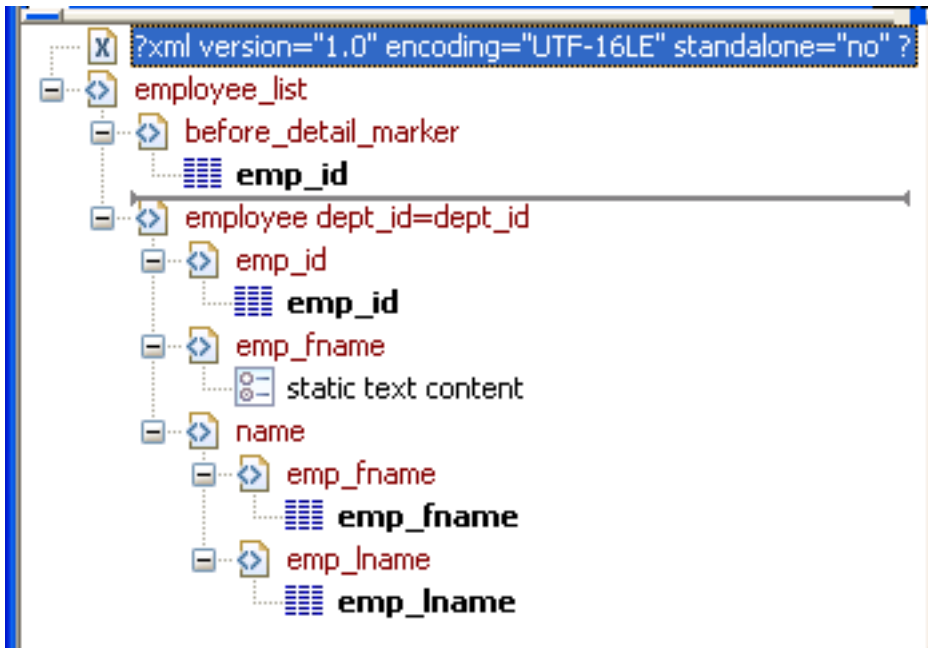 ?xml version="1.0" encoding="UTF-16LE" standalone="no" ?
employee_list
before_detail_marker
emp_id
employee dept_id=dept_id
emp_id
emp_id
emp_fname
static text content
name
emp_fname
emp_fname
emp_lname
emp_lname